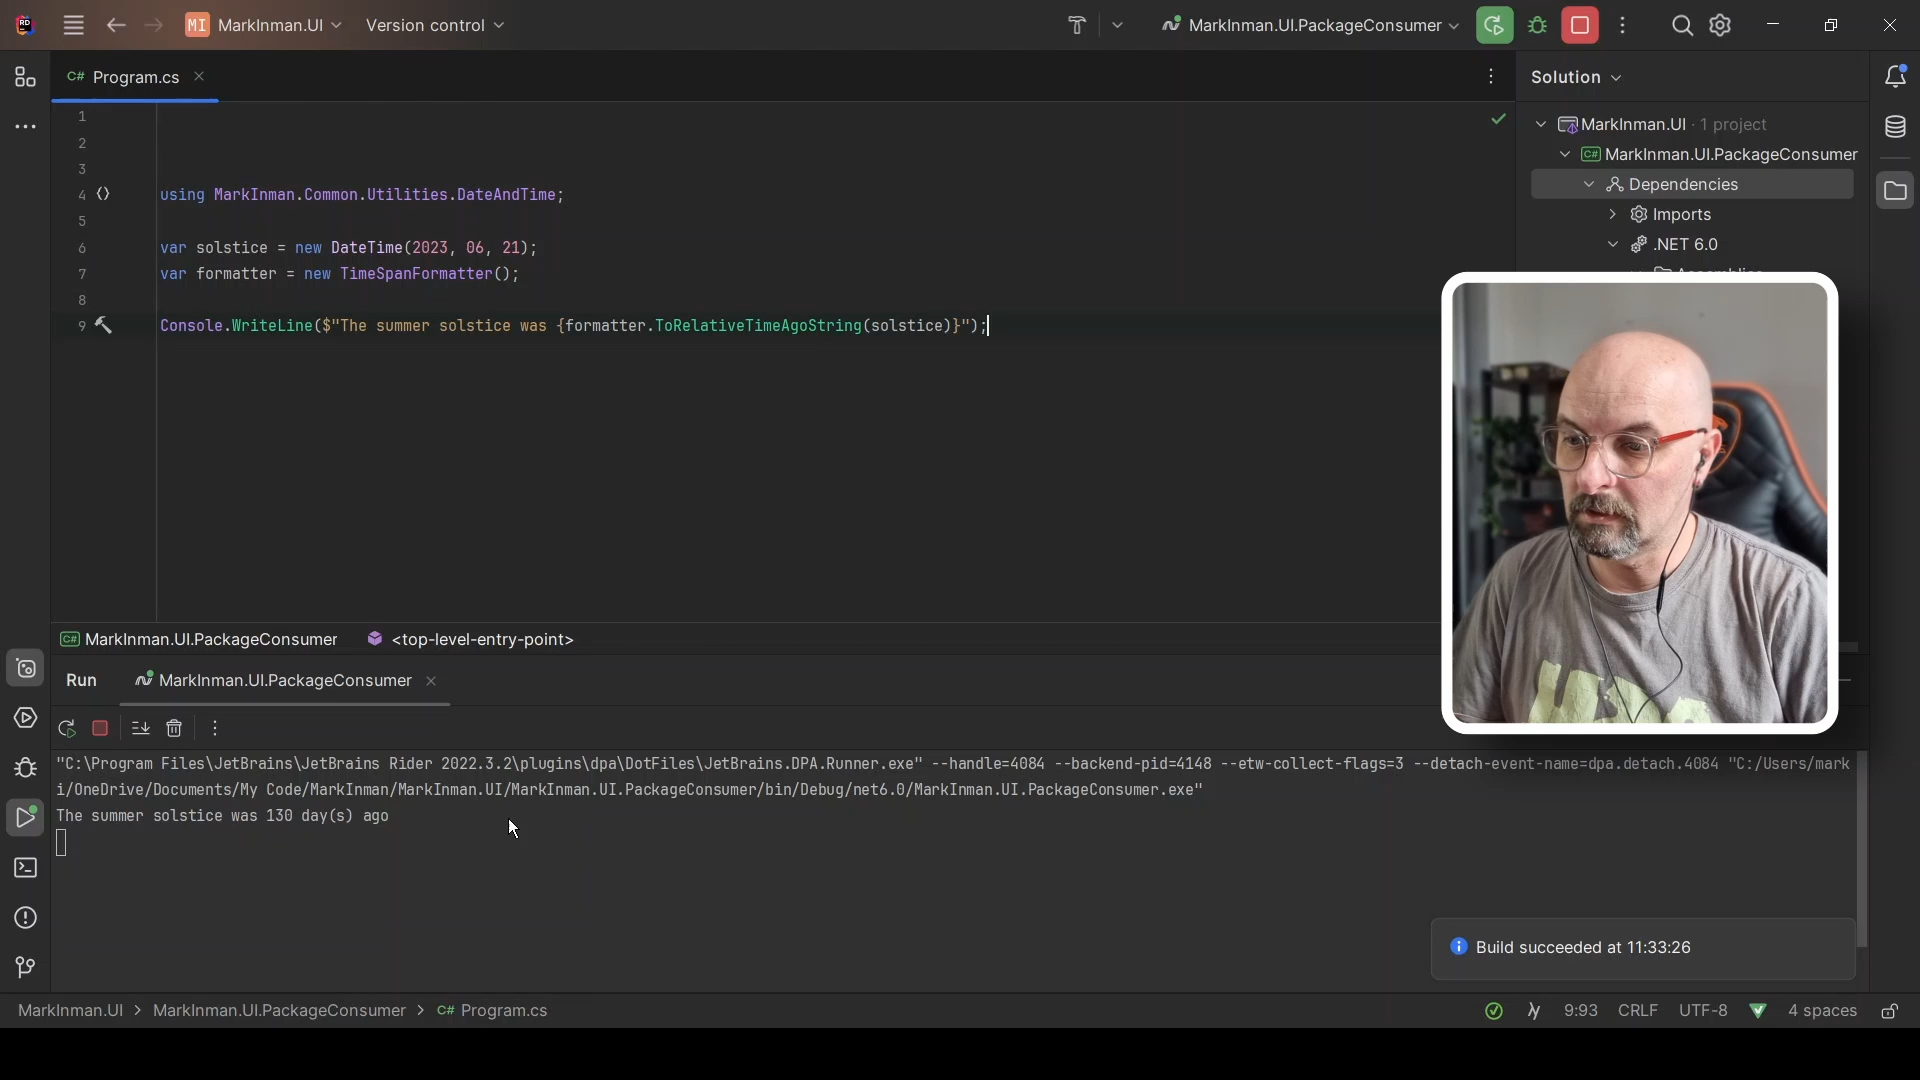 RD
MI MarkInman.UI
Version control
MarkInman.UI.PackageConsumer
C# Program.cs
Solution
1
2
3
4 using MarkInman.Common.Utilities.DateAndTime;
5
6 var solstice = new DateTime(2023, 06, 21);
7 var formatter = new TimeSpanFormatter();
8
9 Console.WriteLine($"The summer solstice was {formatter.ToRelativeTimeAgoString(solstice)}");
MarkInman.UI · 1 project
C# MarkInman.UI.PackageConsumer
Dependencies
Imports
.NET 6.0
C# MarkInman.UI.PackageConsumer <top-level-entry-point>
Run MarkInman.UI.PackageConsumer
"C:\Program Files\JetBrains\JetBrains Rider 2022.3.2\plugins\dpa\DotFiles\JetBrains.DPA.Runner.exe" --handle=4084 --backend-pid=4148 --etw-collect-flags=3 --detach-event-name=dpa.detach.4084 "C:/Users/mark
i/OneDrive/Documents/My Code/MarkInman/MarkInman.UI/MarkInman.UI.PackageConsumer/bin/Debug/net6.0/MarkInman.UI.PackageConsumer.exe"
The summer solstice was 130 day(s) ago
Build succeeded at 11:33:26
MarkInman.UI > MarkInman.UI.PackageConsumer > C# Program.cs
9:93 CRLF UTF-8 4 spaces